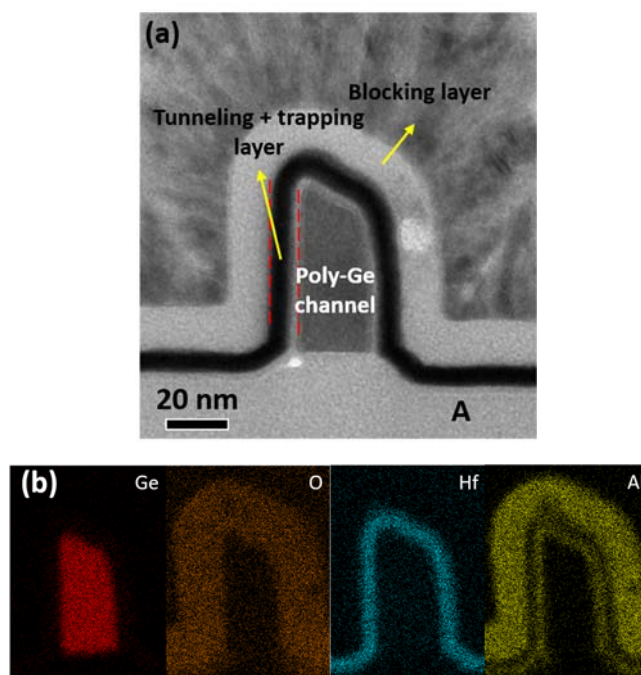 (a)
Blocking layer
Tunneling + trapping
layer
Poly-Ge
channel
20 nm
A
(b)
Ge
O
Hf
A